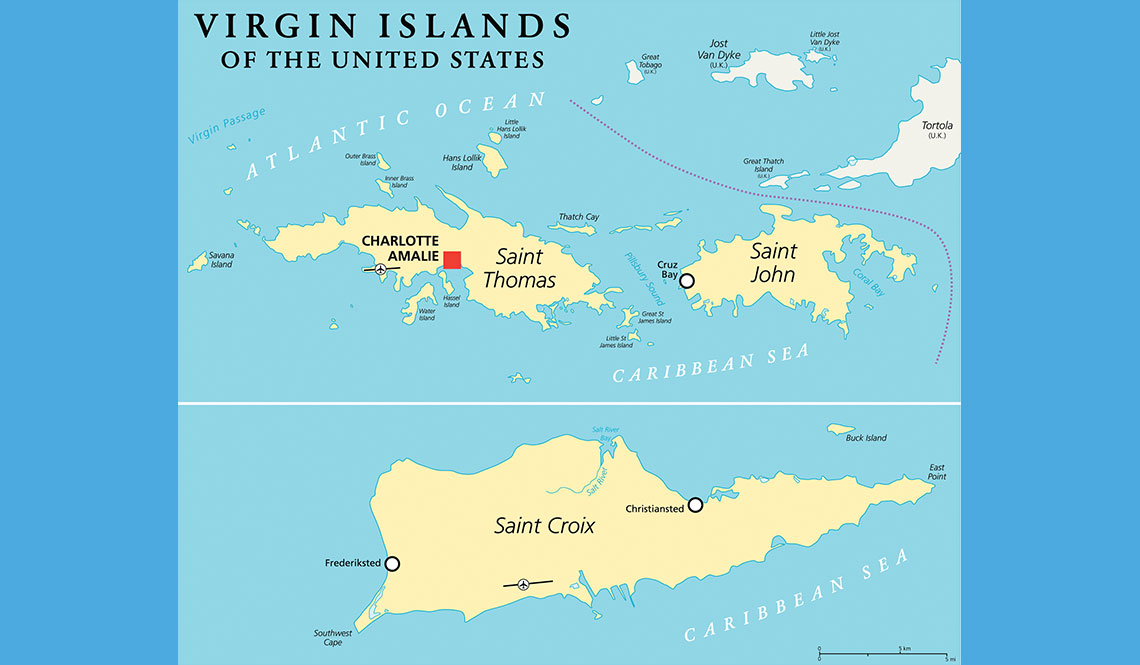 VIRGIN ISLANDS
OF THE UNITED STATES
Jost
Van Dyke
(U.K.)
Little Jost
Van Dyke
(U.K.)
Great
Tobago
(U.K.)
Virgin Passage
ATLANTIC OCEAN
Little
Hans Lollik
Island
Hans Lollik
Island
Outer Brass
Island
Inner Brass
Island
Tortola
(U.K.)
Great Thatch
Island
(U.K.)
Thatch Cay
CHARLOTTE
AMALIE
Saint
Thomas
Savana
Island
Water
Island
Hassel
Island
Pillsbury Sound
Cruz
Bay
Saint
John
Coral Bay
Great St
James Island
Little St
James Island
CARIBBEAN SEA
Salt River
Bay
Salt River
Buck Island
East
Point
Christiansted
Saint Croix
Frederiksted
Southwest
Cape
CARIBBEAN SEA
0 5 km
0 5 mi